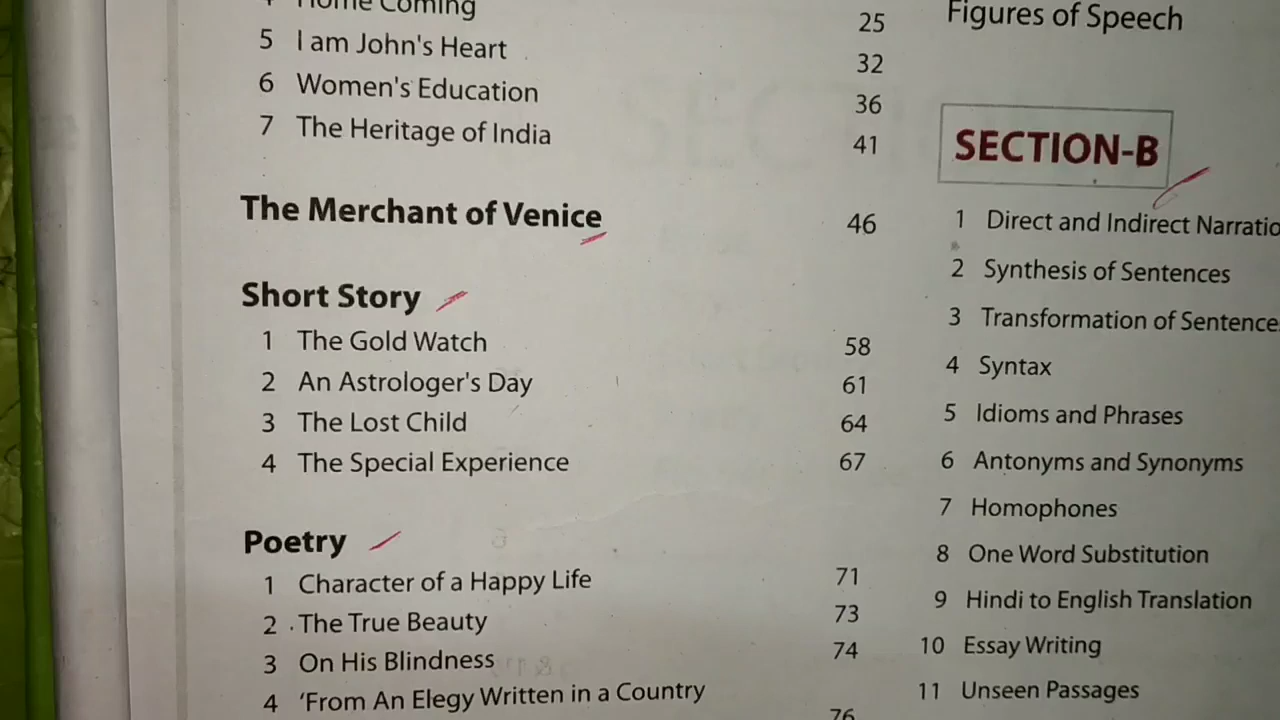 4 Home Coming 25
5 I am John's Heart 32
6 Women's Education 36
7 The Heritage of India 41
The Merchant of Venice 46
Short Story
1 The Gold Watch 58
2 An Astrologer's Day 61
3 The Lost Child 64
4 The Special Experience 67
Poetry
1 Character of a Happy Life 71
2 The True Beauty 73
3 On His Blindness 74
4 'From An Elegy Written in a Country
76
Figures of Speech
SECTION-B
1 Direct and Indirect Narratio
2 Synthesis of Sentences
3 Transformation of Sentence
4 Syntax
5 Idioms and Phrases
6 Antonyms and Synonyms
7 Homophones
8 One Word Substitution
9 Hindi to English Translation
10 Essay Writing
11 Unseen Passages